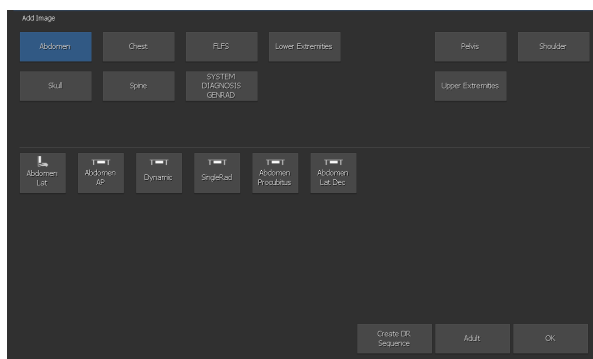 Add Image
Abdomen
Chest
FLFS
Lower Extremities
Pelvis
Shoulder
Skull
Spine
SYSTEM
DIAGNOSIS
GENRAD
Upper Extremities
Abdomen
Lat
Abdomen
AP
Dynamic
SingleRad
Abdomen
Procubitus
Abdomen
Lat Dec
Create DR
Sequence
Adult
OK